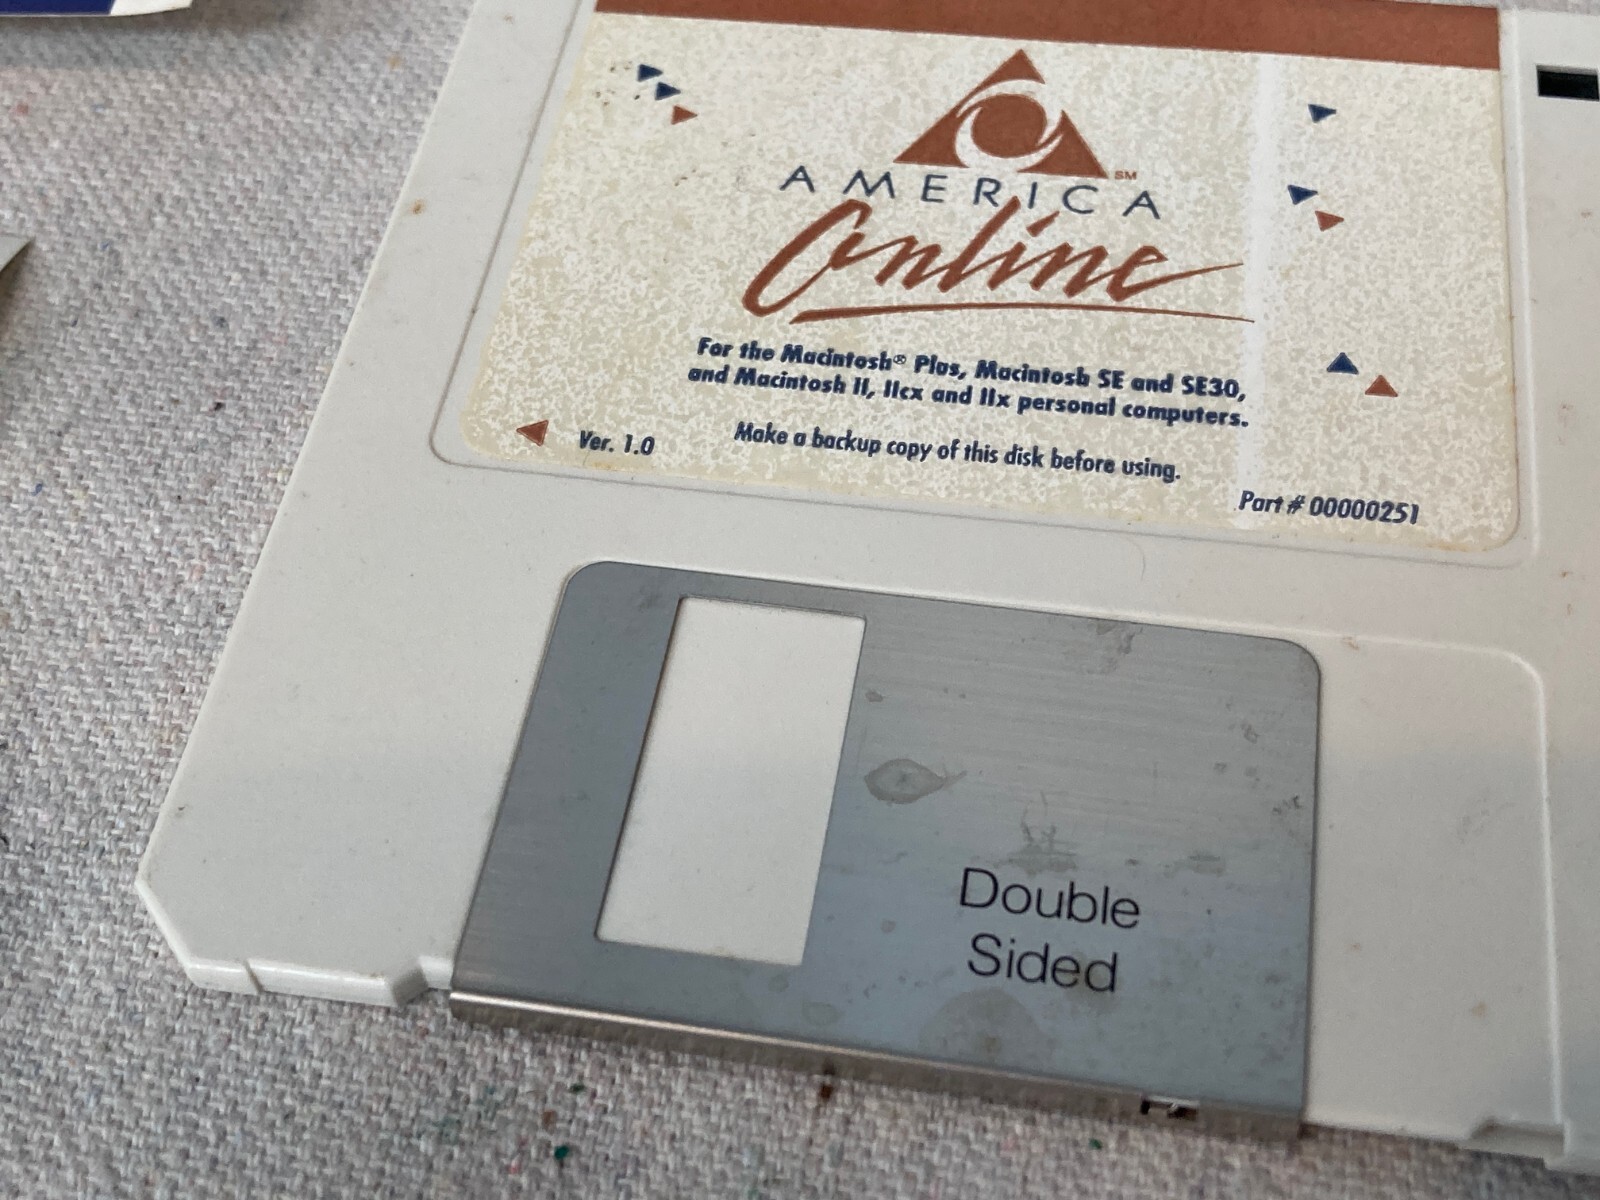 SM
AMERICA
Online
For the Macintosh® Plus, Macintosh SE and SE30,
and Macintosh II, IIcx and IIx personal computers.
Ver. 1.0
Make a backup copy of this disk before using.
Part # 00000251
Double
Sided